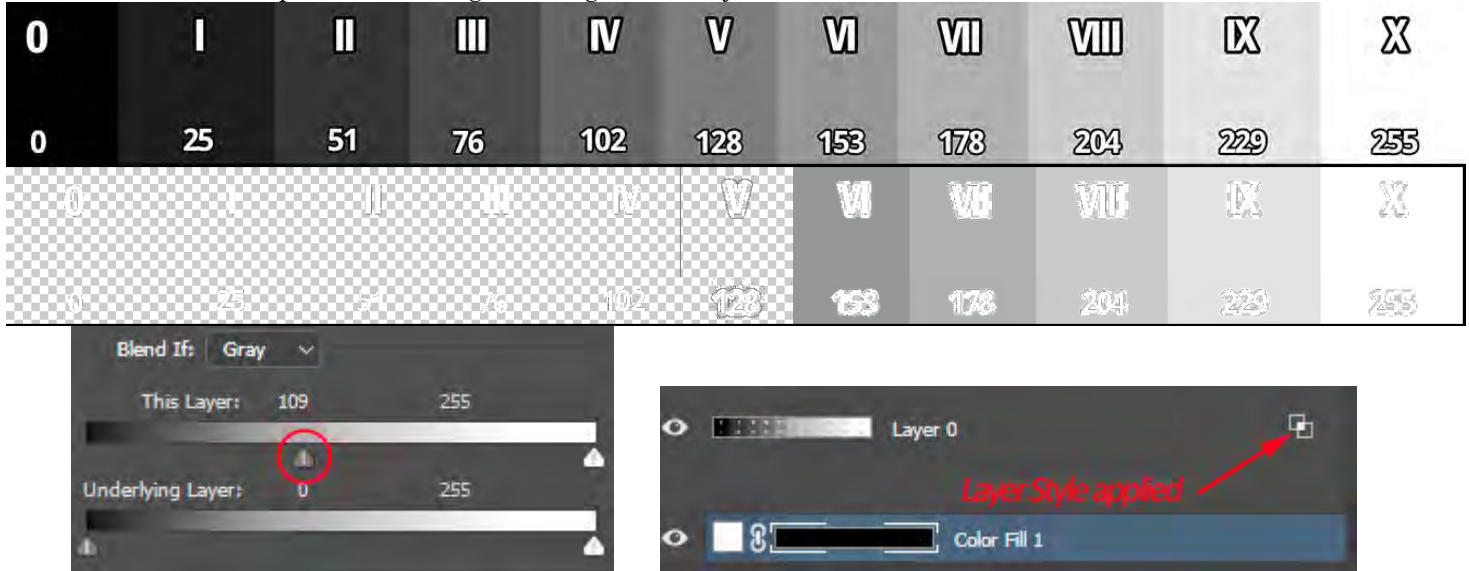 0 I II III IV V VI VII VIII IX X
0 25 51 76 102 128 153 178 204 229 255
0 I II III IV V VI VII VIII IX X
0 25 51 76 102 128 153 178 204 229 255
Blend If: Gray
This Layer: 109 255
Underlying Layer: 0 255
Layer 0
Layer Style applied
Color Fill 1